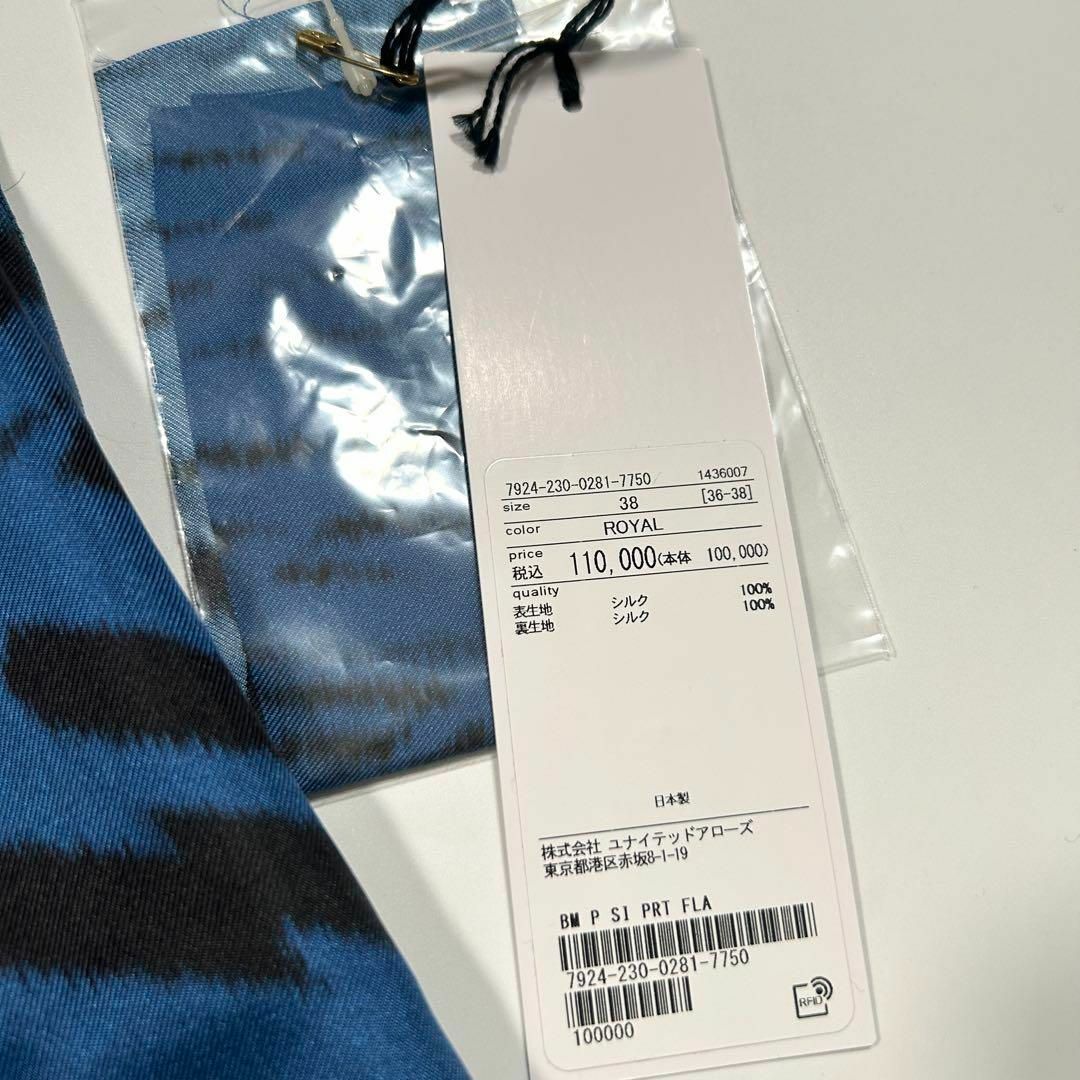 7924-230-0281-7750 1436007
size 38 [36-38]
color ROYAL
price
税込 110,000(本体 100,000)
quality
表生地 シルク 100%
裏生地 シルク 100%
日本製
株式会社 ユナイテッドアローズ
東京都港区赤坂8-1-19
BM P SI PRT FLA
7924-230-0281-7750
100000
RFID